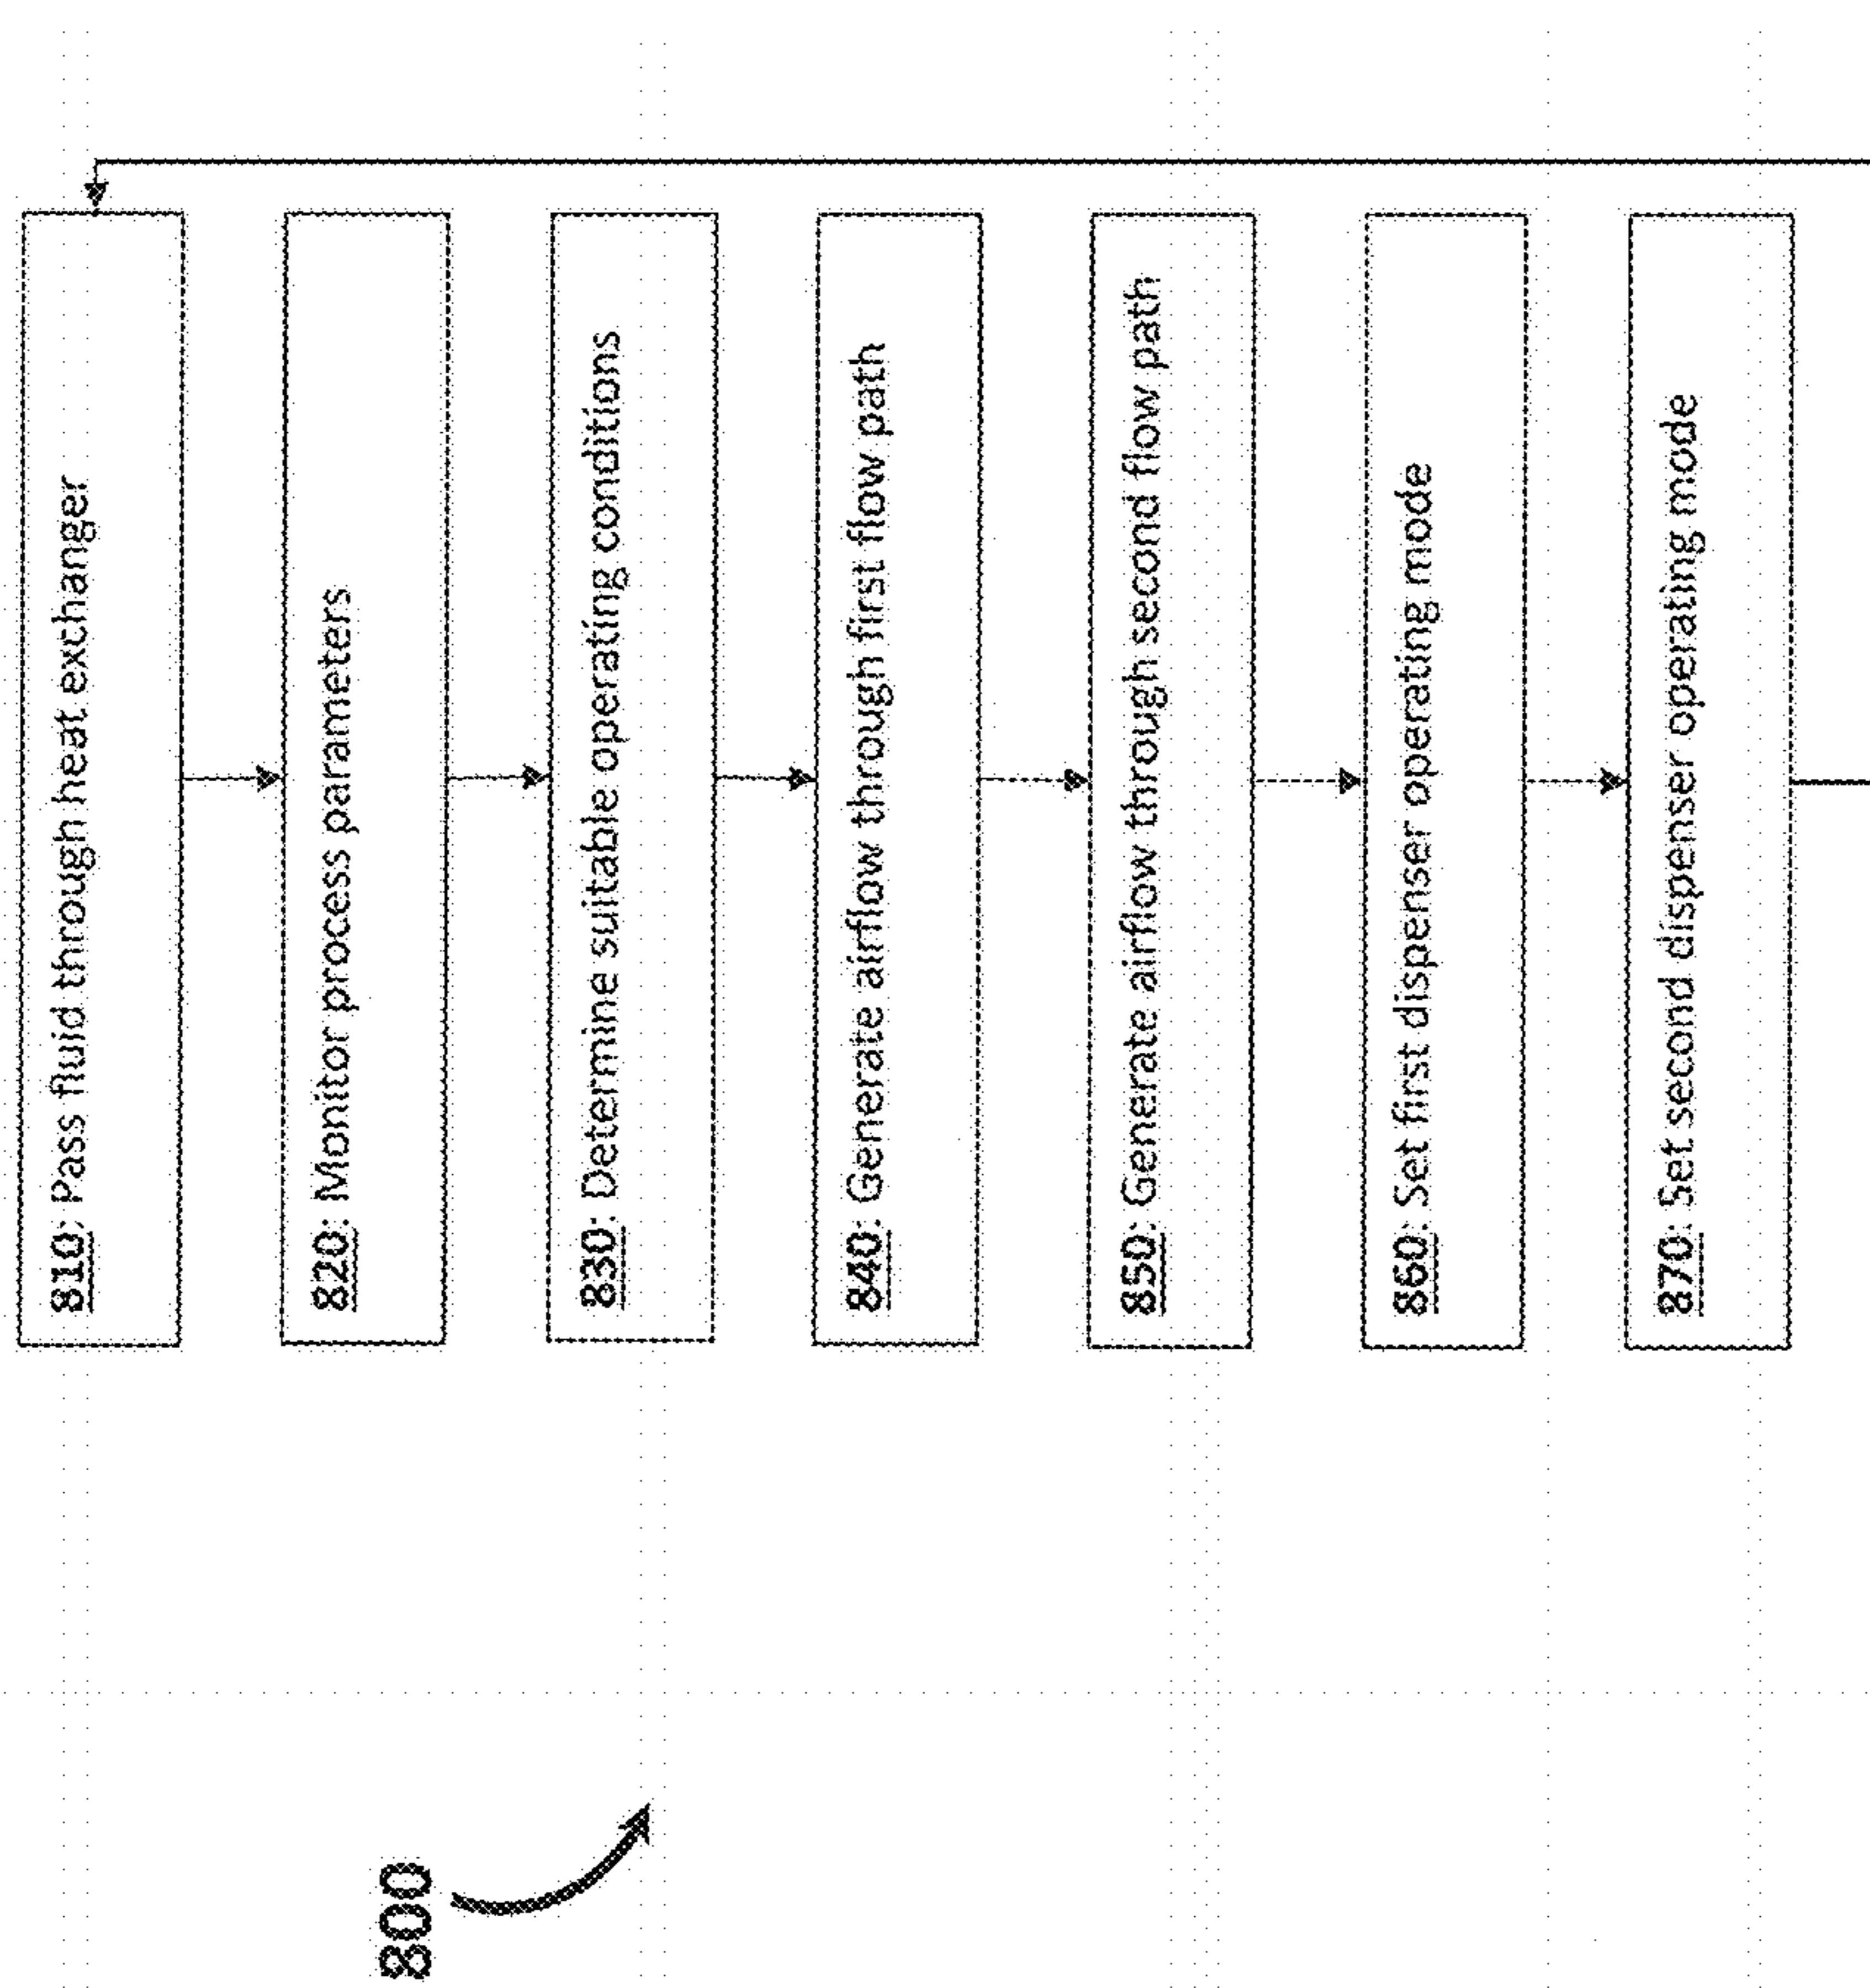 800
810: Pass fluid through heat exchanger
820: Monitor process parameters
830: Determine suitable operating conditions
840: Generate airflow through first flow path
850: Generate airflow through second flow path
860: Set first dispenser operating mode
870: Set second dispenser operating mode